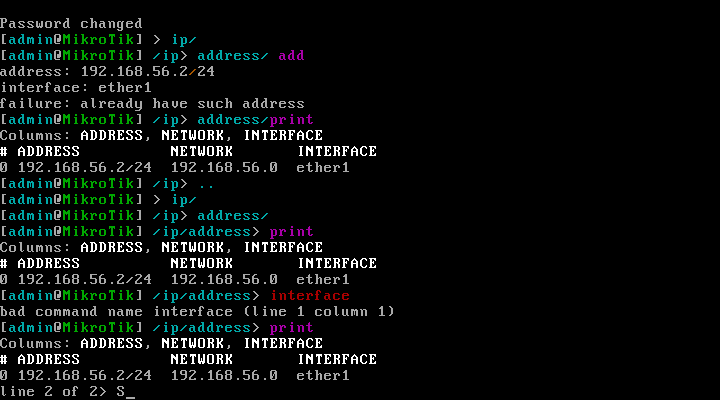 Password changed
[admin@MikroTik] > ip/
[admin@MikroTik] /ip> address/ add
address: 192.168.56.2/24
interface: ether1
failure: already have such address
[admin@MikroTik] /ip> address/print
Columns: ADDRESS, NETWORK, INTERFACE
# ADDRESS           NETWORK       INTERFACE
0 192.168.56.2/24  192.168.56.0  ether1
[admin@MikroTik] /ip> ..
[admin@MikroTik] > ip/
[admin@MikroTik] /ip> address/
[admin@MikroTik] /ip/address> print
Columns: ADDRESS, NETWORK, INTERFACE
# ADDRESS           NETWORK       INTERFACE
0 192.168.56.2/24  192.168.56.0  ether1
[admin@MikroTik] /ip/address> interface
bad command name interface (line 1 column 1)
[admin@MikroTik] /ip/address> print
Columns: ADDRESS, NETWORK, INTERFACE
# ADDRESS           NETWORK       INTERFACE
0 192.168.56.2/24  192.168.56.0  ether1
line 2 of 2> S_